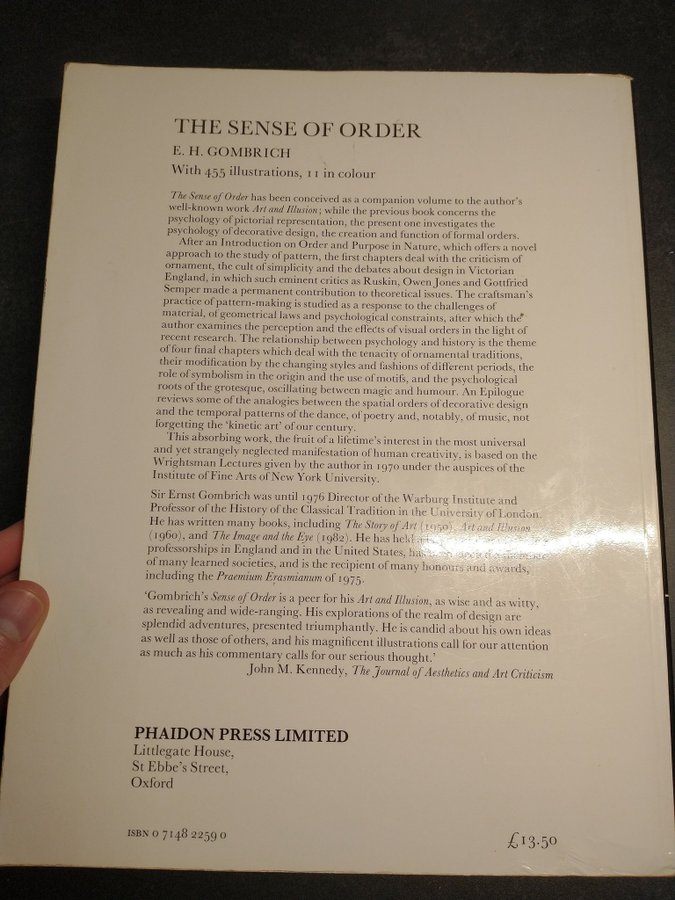 THE SENSE OF ORDER
E. H. GOMBRICH
With 455 illustrations, 11 in colour
The Sense of Order has been conceived as a companion volume to the author's
well-known work Art and Illusion; while the previous book concerns the
psychology of pictorial representation, the present one investigates the
psychology of decorative design, the creation and function of formal orders.
After an Introduction on Order and Purpose in Nature, which offers a novel
approach to the study of pattern, the first chapters deal with the criticism of
ornament, the cult of simplicity and the debates about design in Victorian
England, in which such eminent critics as Ruskin, Owen Jones and Gottfried
Semper made a permanent contribution to theoretical issues. The craftsman's
practice of pattern-making is studied as a response to the challenges of
material, of geometrical laws and psychological constraints, after which the
author examines the perception and the effects of visual orders in the light of
recent research. The relationship between psychology and history is the theme
of four final chapters which deal with the tenacity of ornamental traditions,
their modification by the changing styles and fashions of different periods, the
role of symbolism in the origin and the use of motifs, and the psychological
roots of the grotesque, oscillating between magic and humour. An Epilogue
reviews some of the analogies between the spatial orders of decorative design
and the temporal patterns of the dance, of poetry and, notably, of music, not
forgetting the 'kinetic art' of our century.
This absorbing work, the fruit of a lifetime's interest in the most universal
and yet strangely neglected manifestation of human creativity, is based on the
Wrightsman Lectures given by the author in 1970 under the auspices of the
Institute of Fine Arts of New York University.
Sir Ernst Gombrich was until 1976 Director of the Warburg Institute and
Professor of the History of the Classical Tradition in the University of London.
He has written many books, including The Story of Art (1950), Art and Illusion
(1960), and The Image and the Eye (1982). He has held
professorships in England and in the United States,
of many learned societies, and is the recipient of many honours and awards,
including the Praemium Erasmianum of 1975.
'Gombrich's Sense of Order is a peer for his Art and Illusion, as wise and as witty,
as revealing and wide-ranging. His explorations of the realm of design are
splendid adventures, presented triumphantly. He is candid about his own ideas
as well as those of others, and his magnificent illustrations call for our attention
as much as his commentary calls for our serious thought.'
John M. Kennedy, The Journal of Aesthetics and Art Criticism
PHAIDON PRESS LIMITED
Littlegate House,
St Ebbe's Street,
Oxford
ISBN 0 7148 2259 0
£13.50